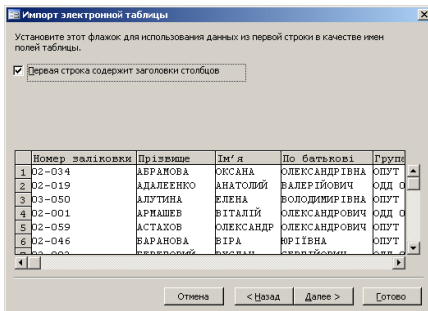 Импорт электронной таблицы
Установите этот флажок для использования данных из первой строки в качестве имен
полей таблицы.
Первая строка содержит заголовки столбцов
Номер заліковки Прізвище Ім'я По батькові Група
1 02-034 АБРАМОВА ОКСАНА ОЛЕКСАНДРІВНА ОПУТ
2 02-019 АДАЛЕЕНКО АНАТОЛИЙ ВАЛЕРІЙОВИЧ ОДД О
3 03-050 АЛУТИНА ЕЛЕНА ВОЛОДИМИРІВНА ОПУТ
4 02-001 АРМАШЕВ ВІТАЛІЙ ОЛЕКСАНДРОВИЧ ОДД О
5 02-059 АСТАХОВ ОЛЕКСАНДР ОЛЕКСАНДРОВИЧ ОПУТ
6 02-046 БАРАНОВА ВІРА ЮРІЇВНА ОПУТ
Отмена < Назад Далее > Готово